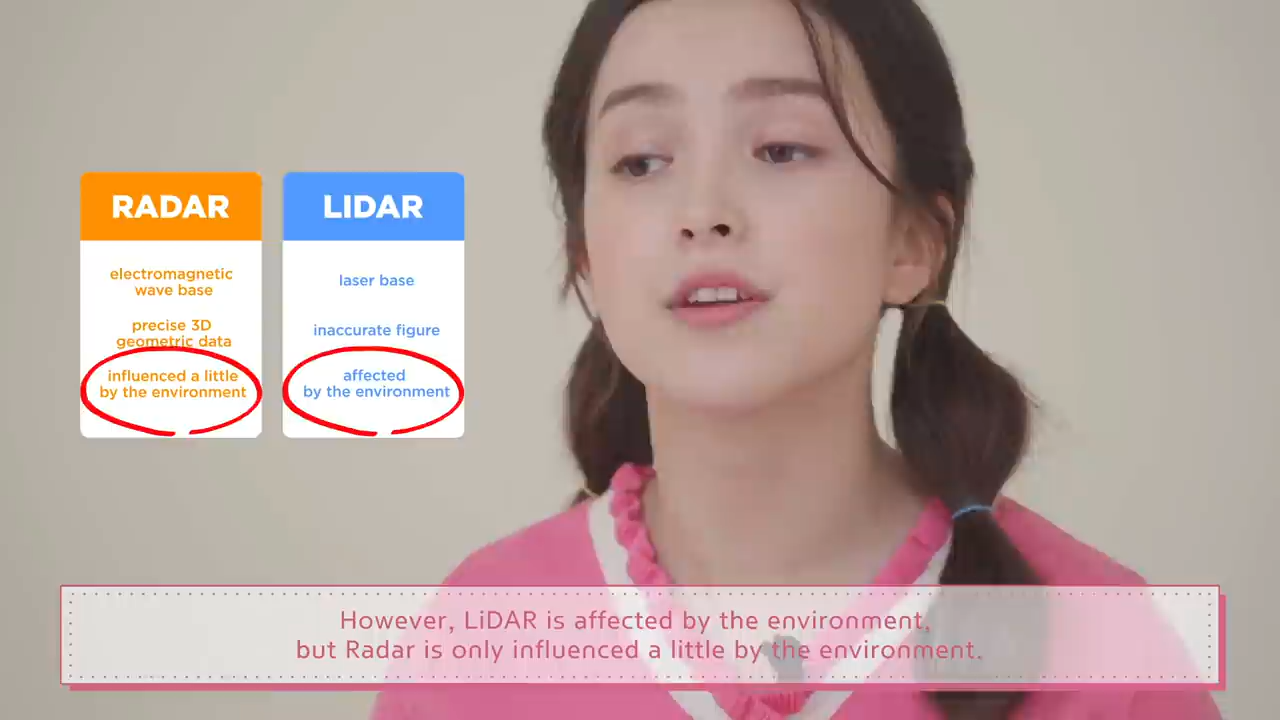 RADAR
electromagnetic
wave base
precise 3D
geometric data
influenced a little
by the environment
LIDAR
laser base
inaccurate figure
affected
by the environment
However, LiDAR is affected by the environment,
but Radar is only influenced a little by the environment.